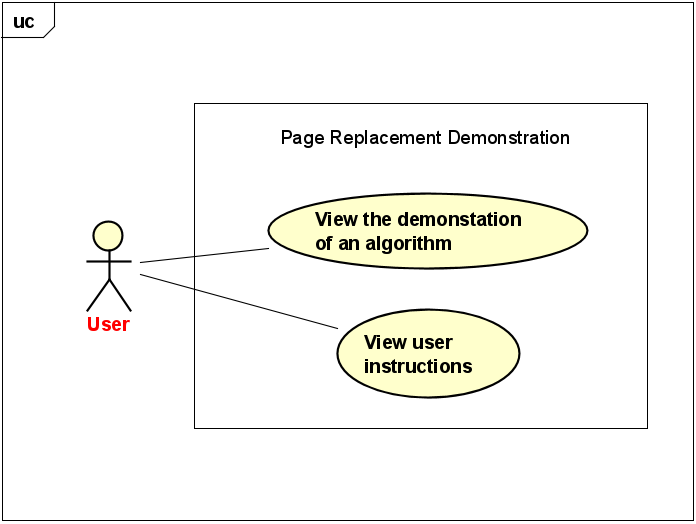 uc
Page Replacement Demonstration
View the demonstation
of an algorithm
User
View user
instructions